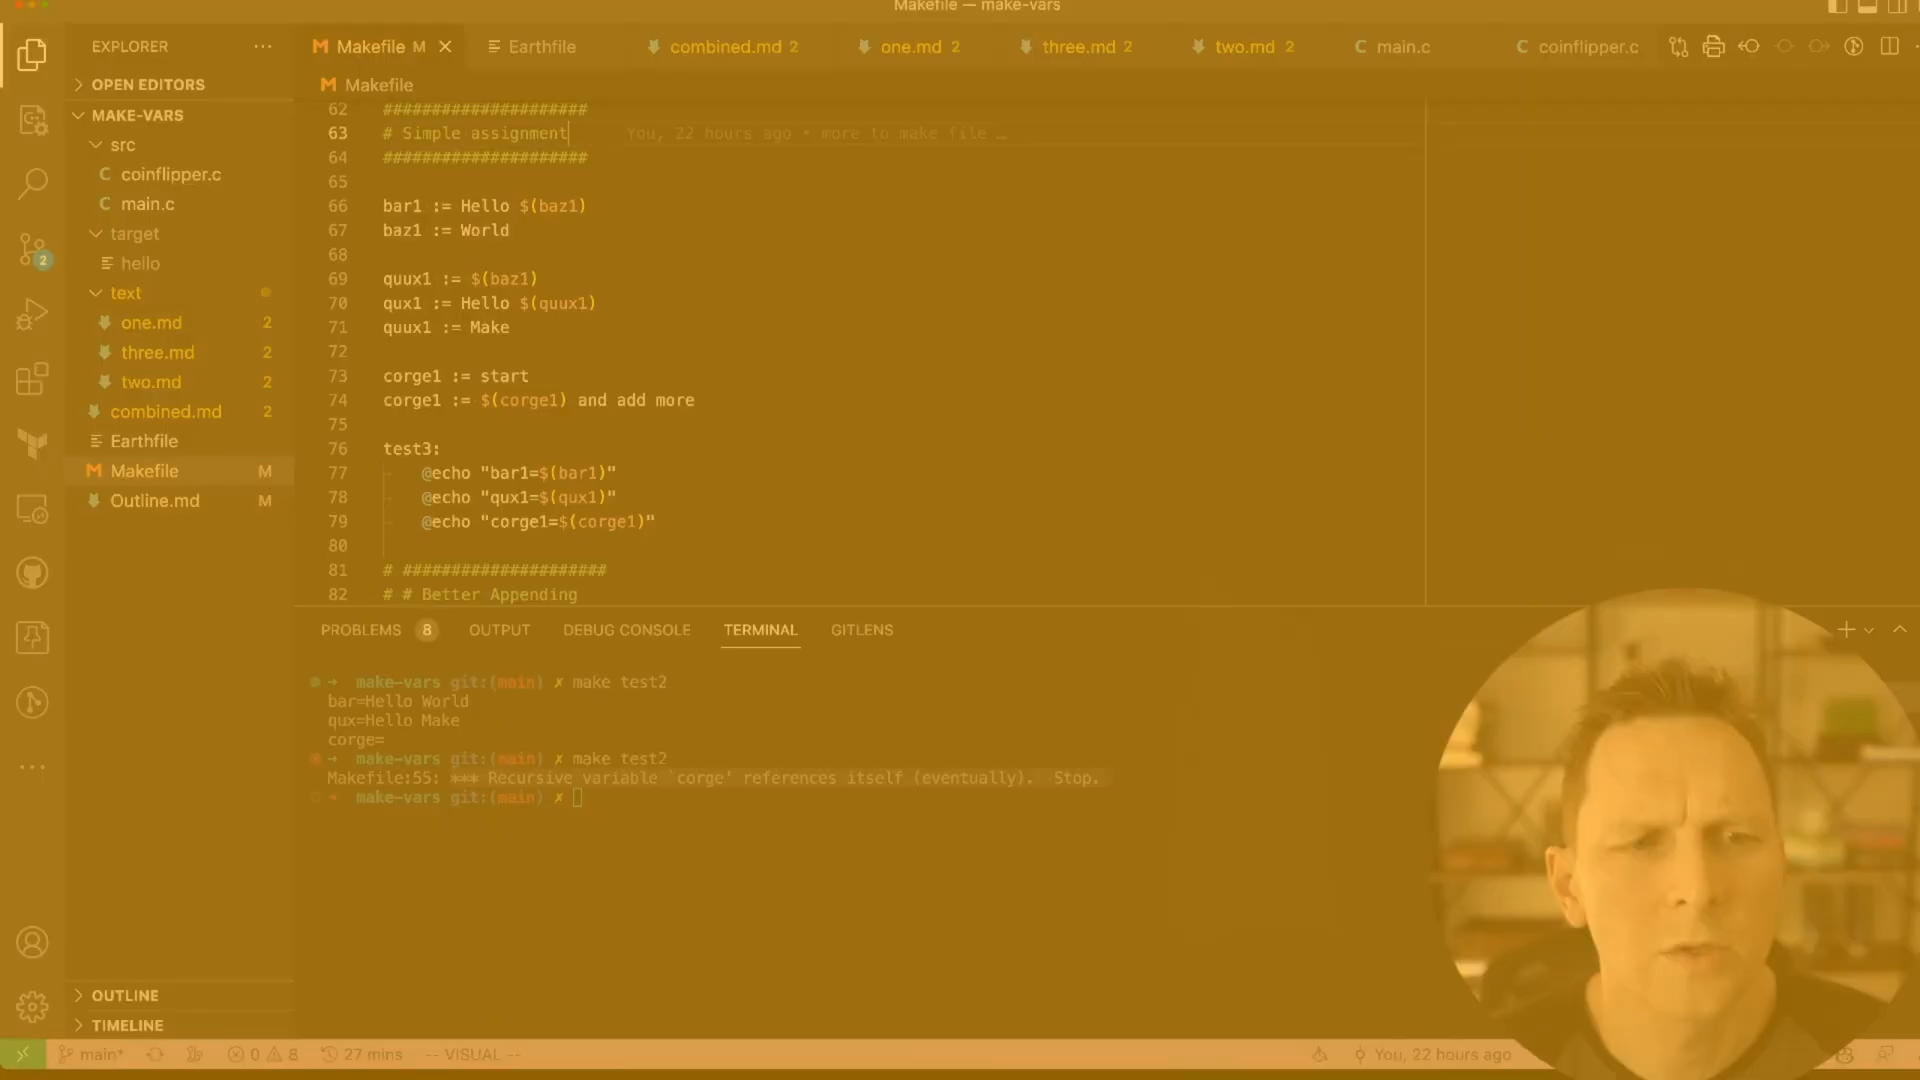 Makefile — make-vars
EXPLORER
Makefile M
Earthfile
combined.md 2
one.md 2
three.md 2
two.md 2
C main.c
C coinflipper.c
OPEN EDITORS
Makefile
MAKE-VARS
src
C coinflipper.c
C main.c
target
hello
text
one.md 2
three.md 2
two.md 2
combined.md 2
Earthfile
Makefile M
Outline.md M
OUTLINE
TIMELINE
62 #####################
63 # Simple assignment You, 22 hours ago • more to make file …
64 #####################
65
66 bar1 := Hello $(baz1)
67 baz1 := World
68
69 quux1 := $(baz1)
70 qux1 := Hello $(quux1)
71 quux1 := Make
72
73 corge1 := start
74 corge1 := $(corge1) and add more
75
76 test3:
77 @echo "bar1=$(bar1)"
78 @echo "qux1=$(qux1)"
79 @echo "corge1=$(corge1)"
80
81 # #####################
82 # # Better Appending
PROBLEMS 8 OUTPUT DEBUG CONSOLE TERMINAL GITLENS
→ make-vars git:(main) ✗ make test2
bar=Hello World
qux=Hello Make
corge=
→ make-vars git:(main) ✗ make test2
Makefile:55: *** Recursive variable `corge' references itself (eventually).  Stop.
→ make-vars git:(main) ✗
2
main* 0 8 27 mins -- VISUAL -- You, 22 hours ago